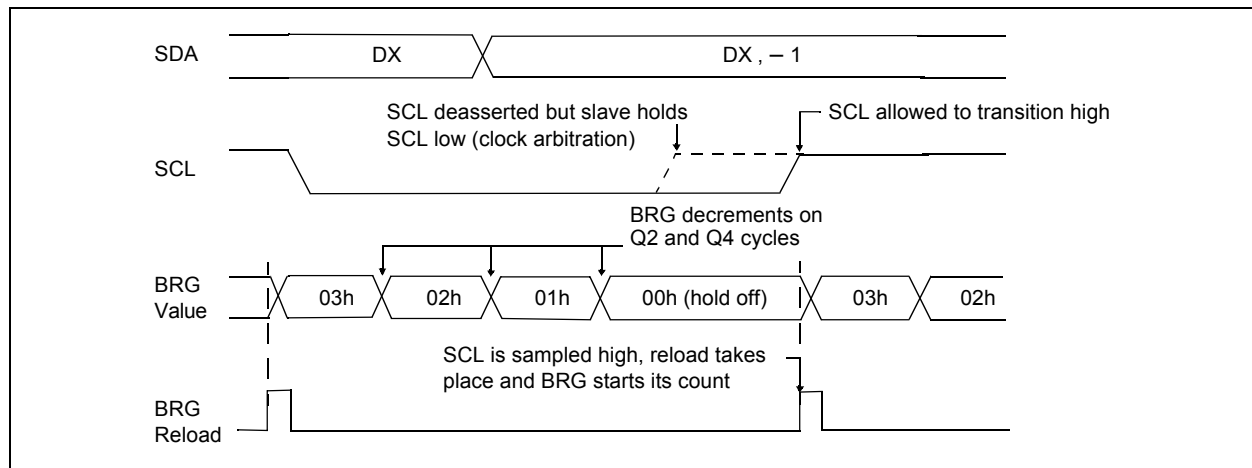 SDA
DX
DX , – 1
SCL deasserted but slave holds
SCL low (clock arbitration)
SCL allowed to transition high
SCL
BRG decrements on
Q2 and Q4 cycles
BRG
Value
03h
02h
01h
00h (hold off)
03h
02h
SCL is sampled high, reload takes
place and BRG starts its count
BRG
Reload